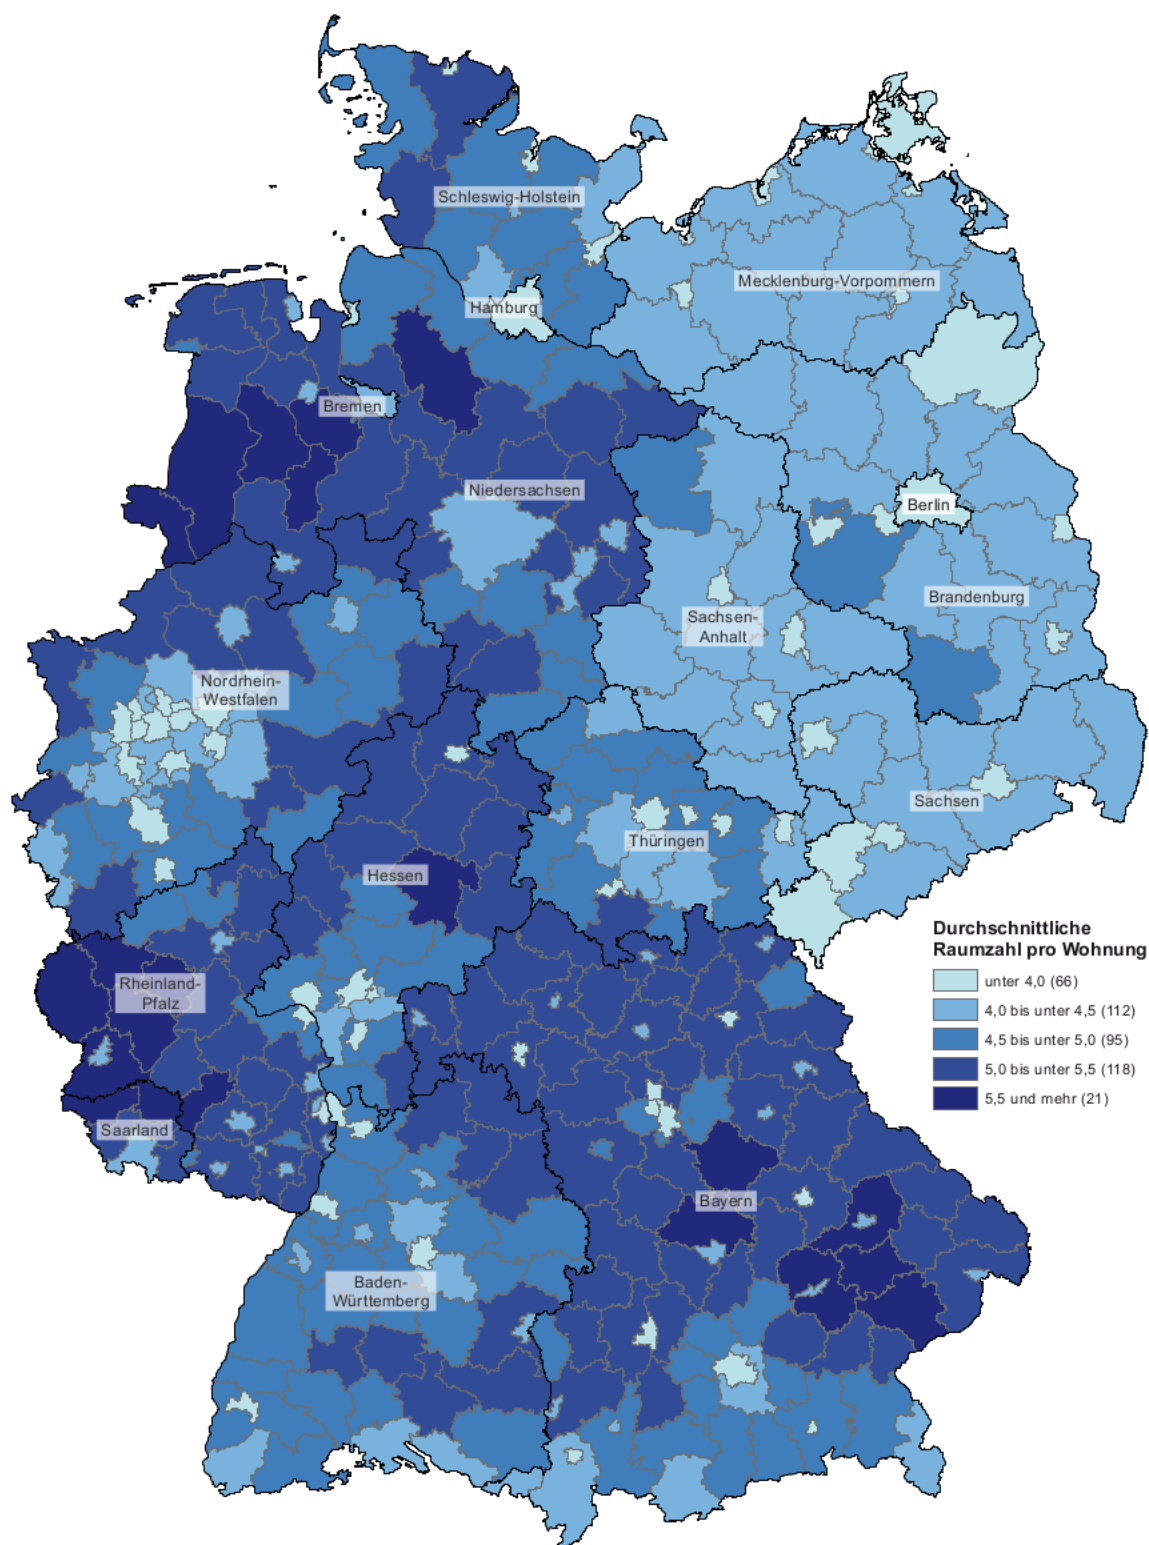 Schleswig-Holstein
Mecklenburg-Vorpommern
Hamburg
Bremen
Niedersachsen
Berlin
Brandenburg
Sachsen-
Anhalt
Nordrhein-
Westfalen
Sachsen
Thüringen
Hessen
Rheinland-
Pfalz
Saarland
Bayern
Baden-
Württemberg
Durchschnittliche
Raumzahl pro Wohnung
unter 4,0 (66)
4,0 bis unter 4,5 (112)
4,5 bis unter 5,0 (95)
5,0 bis unter 5,5 (118)
5,5 und mehr (21)